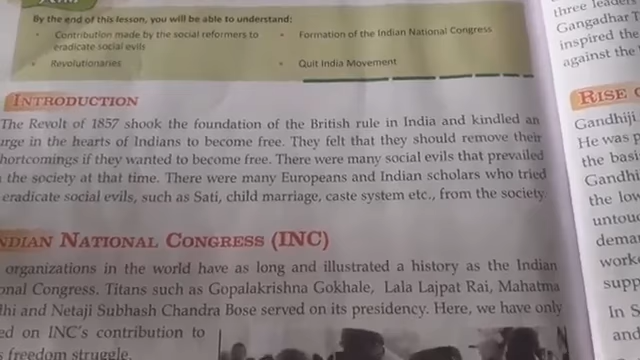 By the end of this lesson, you will be able to understand:
• Contribution made by the social reformers to
eradicate social evils
• Revolutionaries
• Formation of the Indian National Congress
• Quit India Movement
INTRODUCTION
The Revolt of 1857 shook the foundation of the British rule in India and kindled an
urge in the hearts of Indians to become free. They felt that they should remove their
hortcomings if they wanted to become free. There were many social evils that prevailed
the society at that time. There were many Europeans and Indian scholars who tried
eradicate social evils, such as Sati, child marriage, caste system etc., from the society
NDIAN NATIONAL CONGRESS (INC)
organizations in the world have as long and illustrated a history as the Indian
onal Congress. Titans such as Gopalakrishna Gokhale, Lala Lajpat Rai, Mahatma
dhi and Netaji Subhash Chandra Bose served on its presidency. Here, we have only
ed on INC's contribution to
freedom struggle.
three leaders
Gangadhar T
inspired the
against the
RISE O
Gandhiji
He was p
the basi
Gandhi
the lov
untouc
demar
worke
supp
In S
and